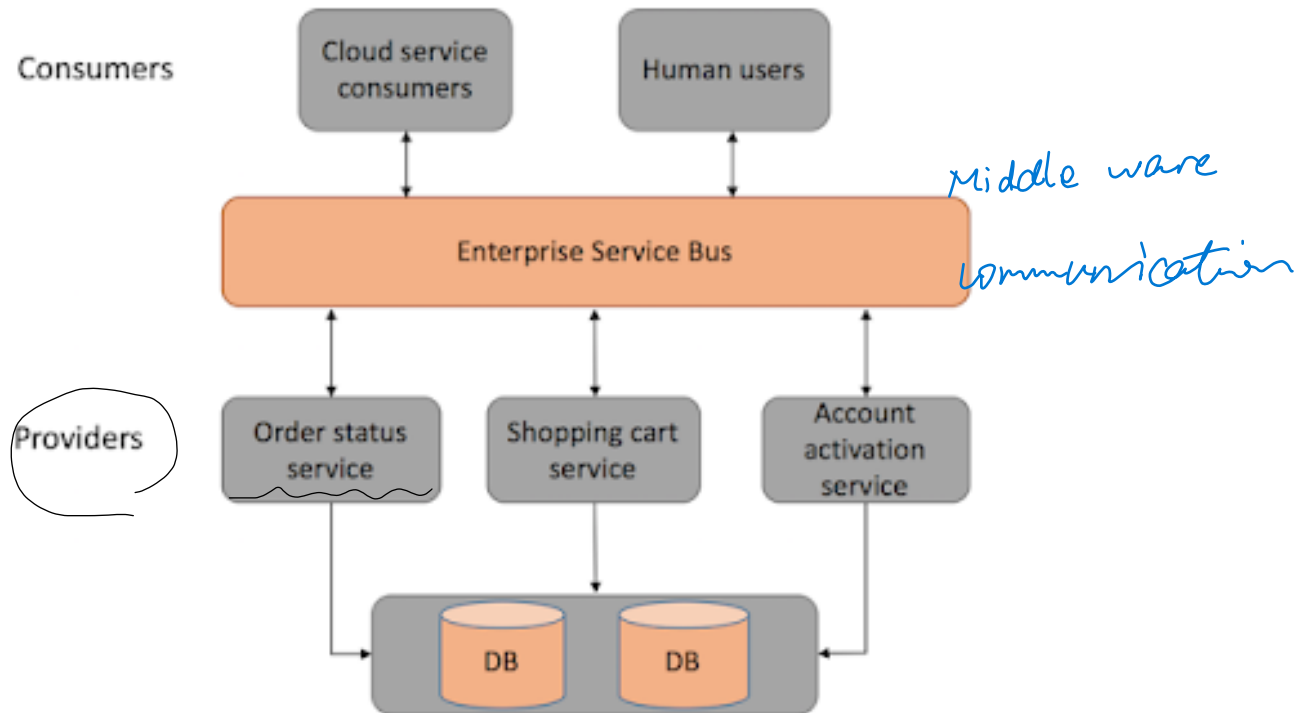 Consumers
Cloud service
consumers
Human users
Middle ware
Enterprise Service Bus
communication
Providers
Order status
service
Shopping cart
service
Account
activation
service
DB
DB